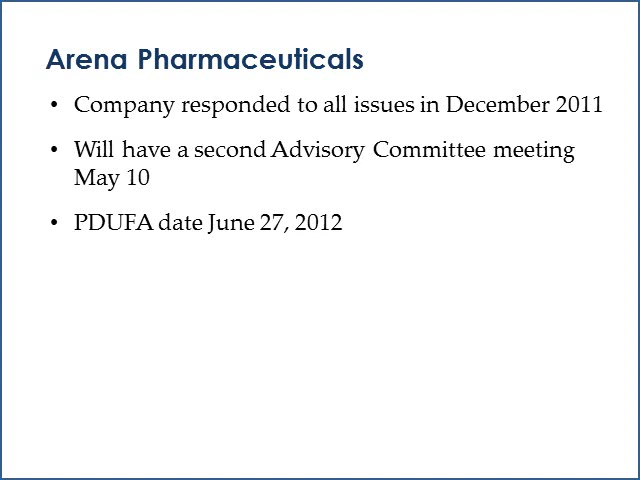 Arena Pharmaceuticals
• Company responded to all issues in December 2011
• Will have a second Advisory Committee meeting
May 10
• PDUFA date June 27, 2012